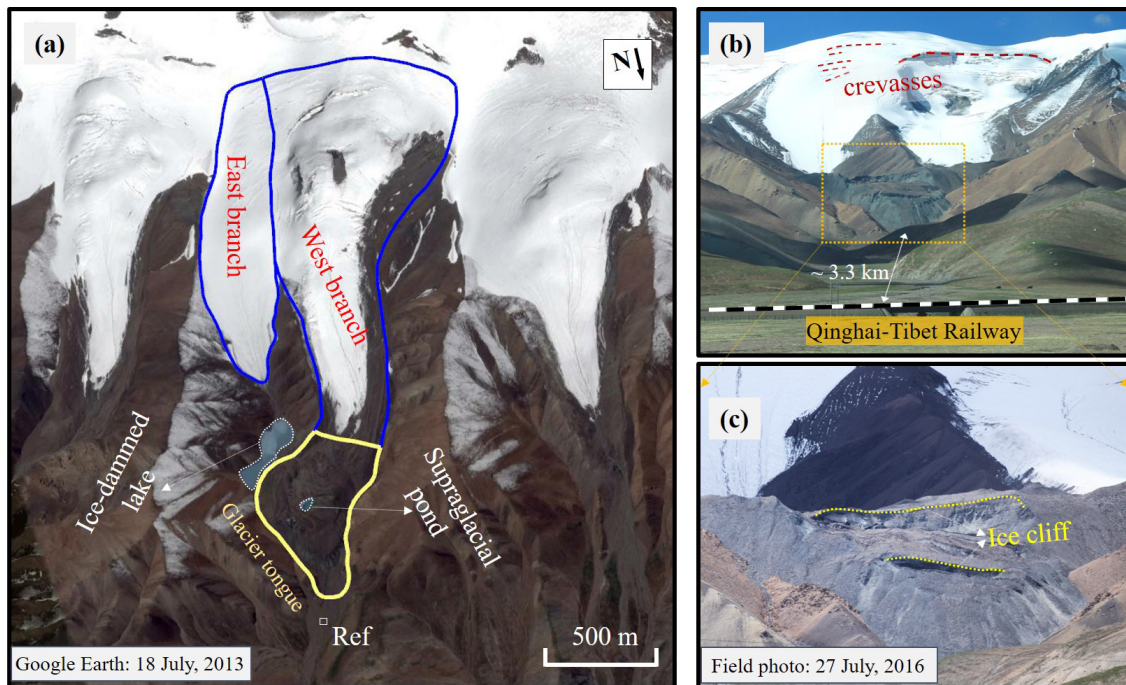 (a)
N
East branch
West branch
Ice-dammed
lake
Glacier tongue
Supraglacial
pond
Ref
500 m
Google Earth: 18 July, 2013
(b)
crevasses
~ 3.3 km
Qinghai-Tibet Railway
(c)
Ice cliff
Field photo: 27 July, 2016